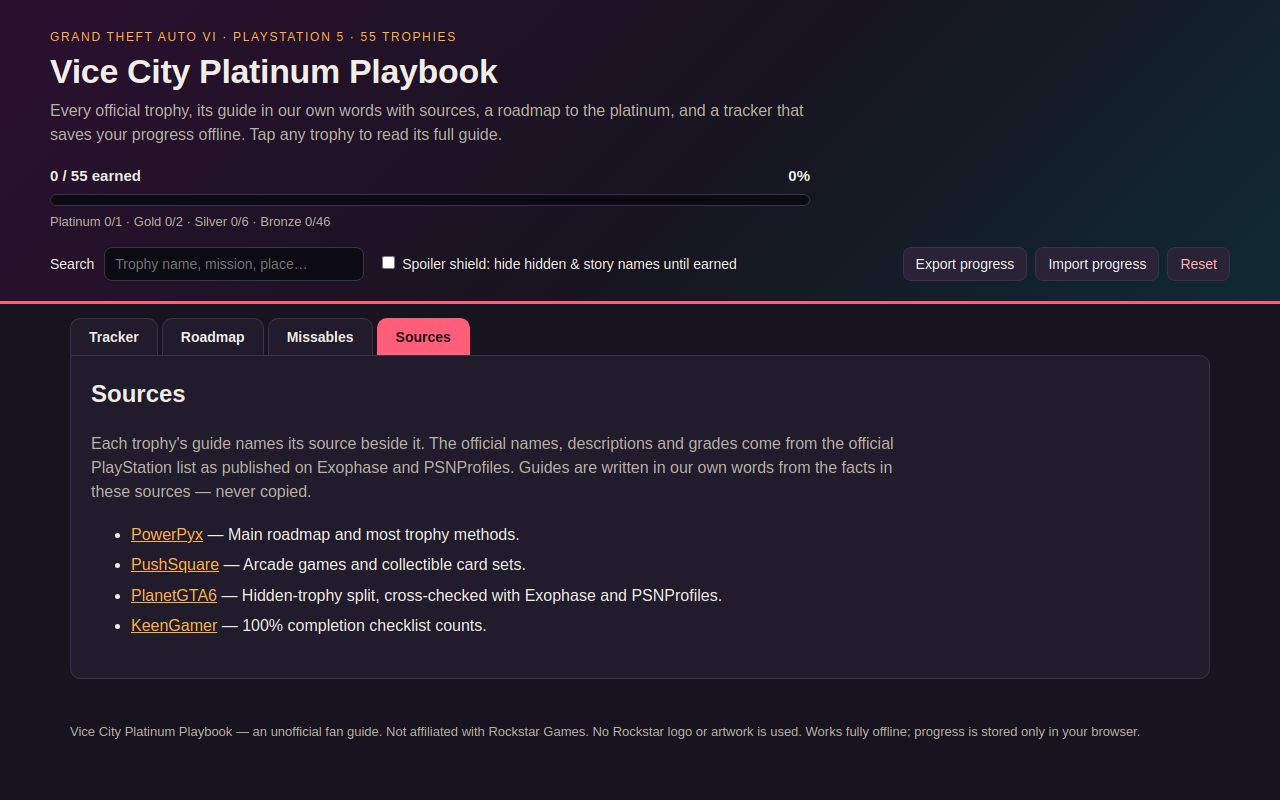 GRAND THEFT AUTO VI · PLAYSTATION 5 · 55 TROPHIES
Vice City Platinum Playbook
Every official trophy, its guide in our own words with sources, a roadmap to the platinum, and a tracker that
saves your progress offline. Tap any trophy to read its full guide.
0 / 55 earned 0%
Platinum 0/1 · Gold 0/2 · Silver 0/6 · Bronze 0/46
Search Trophy name, mission, place… Spoiler shield: hide hidden & story names until earned Export progress Import progress Reset
Tracker Roadmap Missables Sources
Sources
Each trophy's guide names its source beside it. The official names, descriptions and grades come from the official
PlayStation list as published on Exophase and PSNProfiles. Guides are written in our own words from the facts in
these sources — never copied.
• PowerPyx — Main roadmap and most trophy methods.
• PushSquare — Arcade games and collectible card sets.
• PlanetGTA6 — Hidden-trophy split, cross-checked with Exophase and PSNProfiles.
• KeenGamer — 100% completion checklist counts.
Vice City Platinum Playbook — an unofficial fan guide. Not affiliated with Rockstar Games. No Rockstar logo or artwork is used. Works fully offline; progress is stored only in your browser.